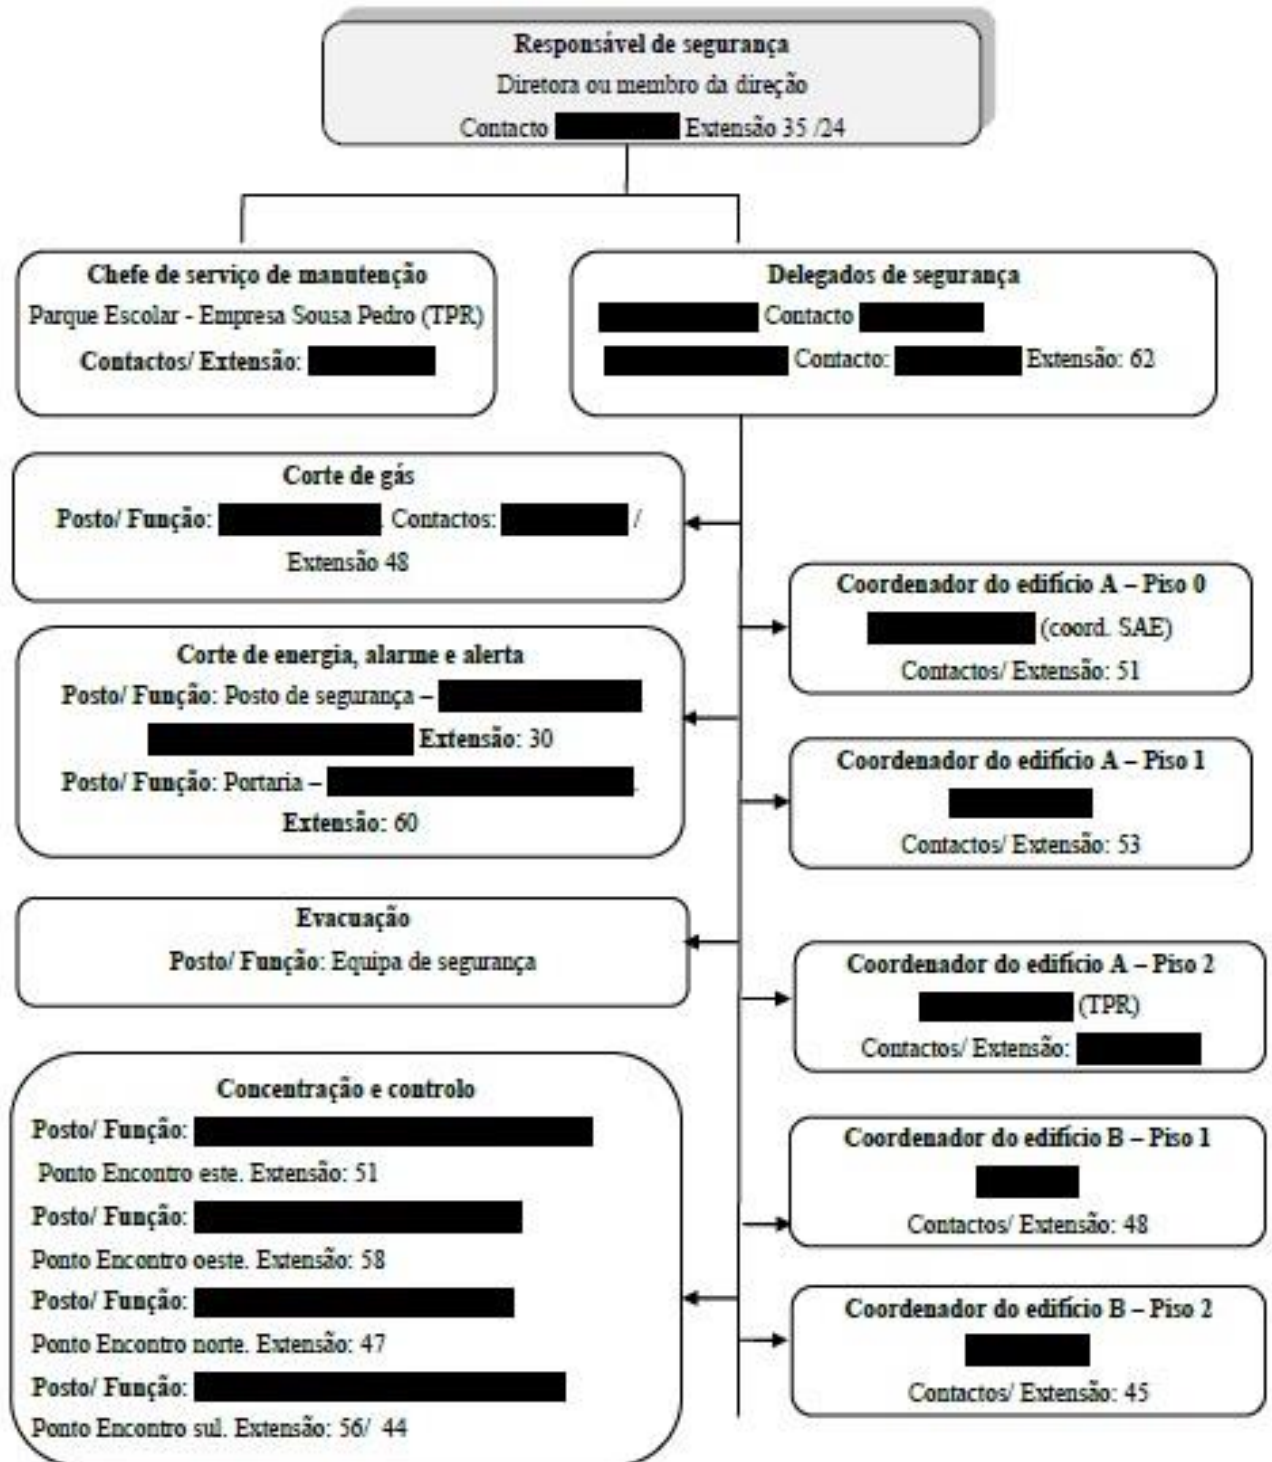 Responsável de segurança
Diretora ou membro da direção
Contacto Extensão 35 /24
Chefe de serviço de manutenção
Parque Escolar - Empresa Sousa Pedro (TPR)
Contactos/ Extensão:
Delegados de segurança
Contacto
Contacto: Extensão: 62
Corte de gás
Posto/ Função: . Contactos: /
Extensão 48
Corte de energia, alarme e alerta
Posto/ Função: Posto de segurança –
Extensão: 30
Posto/ Função: Portaria – .
Extensão: 60
Evacuação
Posto/ Função: Equipa de segurança
Concentração e controlo
Posto/ Função:
Ponto Encontro este. Extensão: 51
Posto/ Função:
Ponto Encontro oeste. Extensão: 58
Posto/ Função:
Ponto Encontro norte. Extensão: 47
Posto/ Função:
Ponto Encontro sul. Extensão: 56/ 44
Coordenador do edifício A – Piso 0
(coord. SAE)
Contactos/ Extensão: 51
Coordenador do edifício A – Piso 1
Contactos/ Extensão: 53
Coordenador do edifício A – Piso 2
(TPR)
Contactos/ Extensão:
Coordenador do edifício B – Piso 1
Contactos/ Extensão: 48
Coordenador do edifício B – Piso 2
Contactos/ Extensão: 45